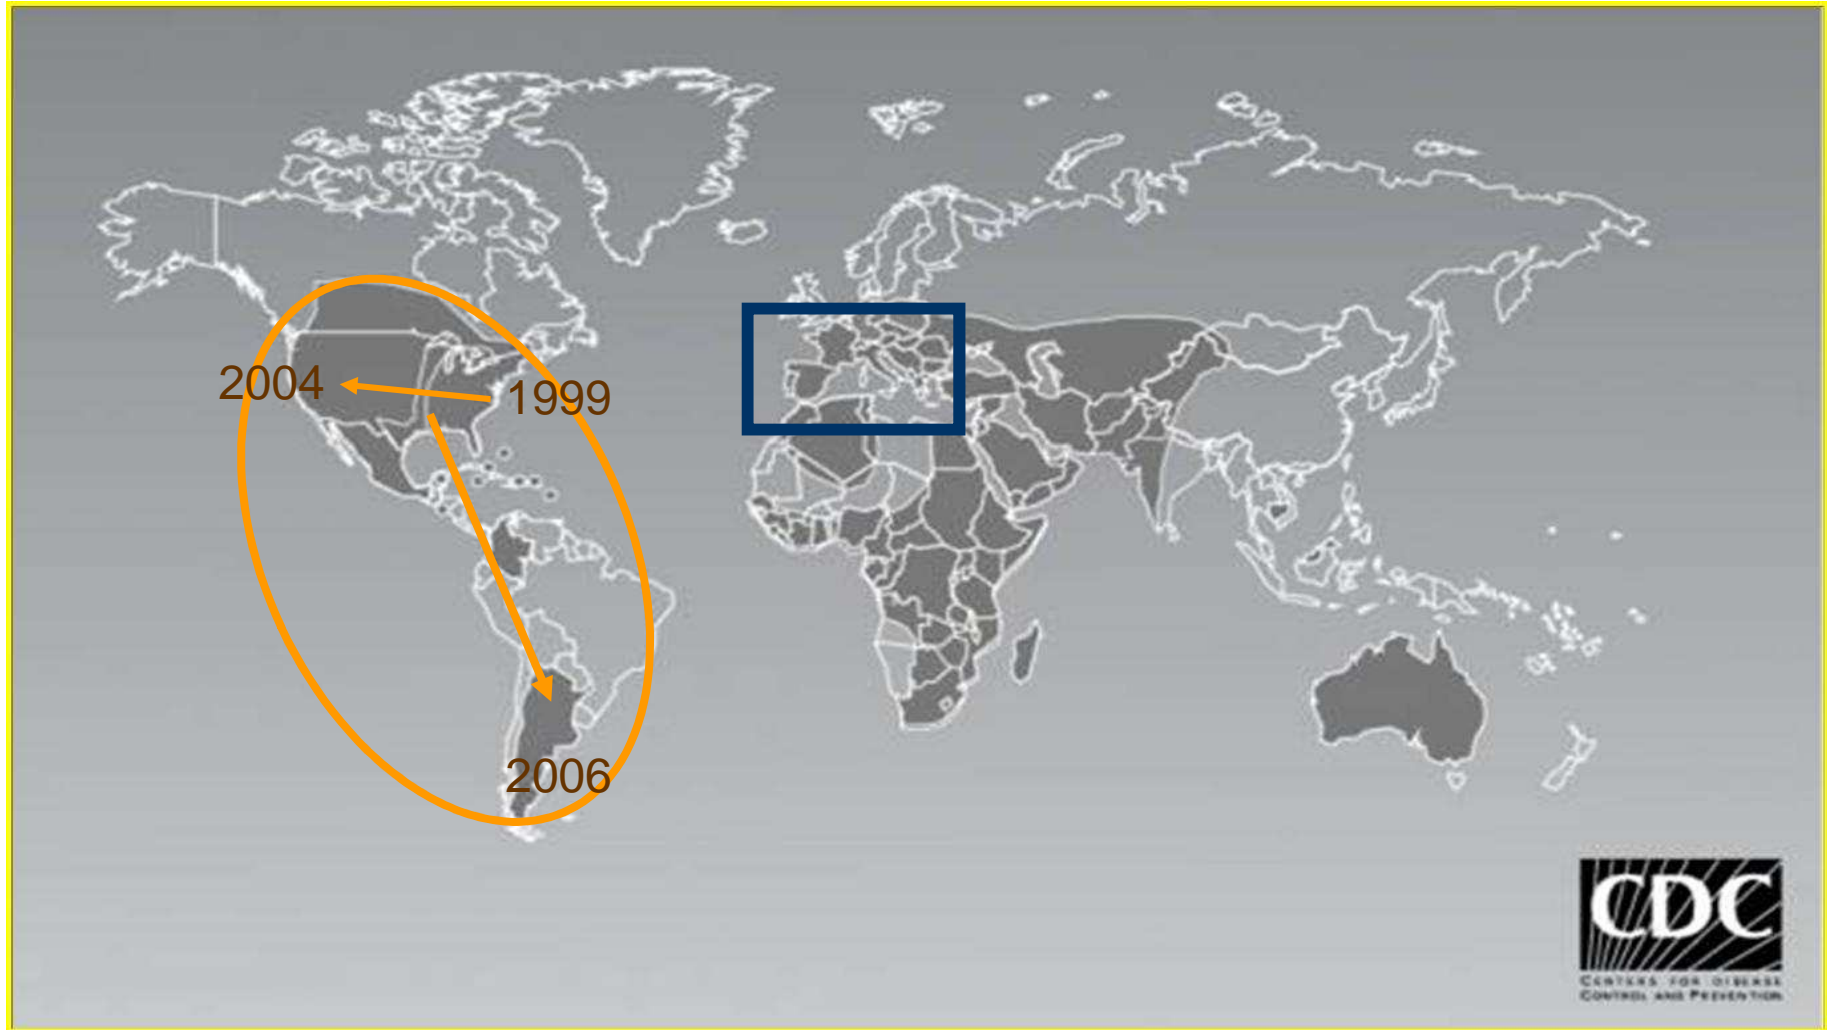 2004
1999
2006
CDC
CENTERS FOR DISEASE
CONTROL AND PREVENTION